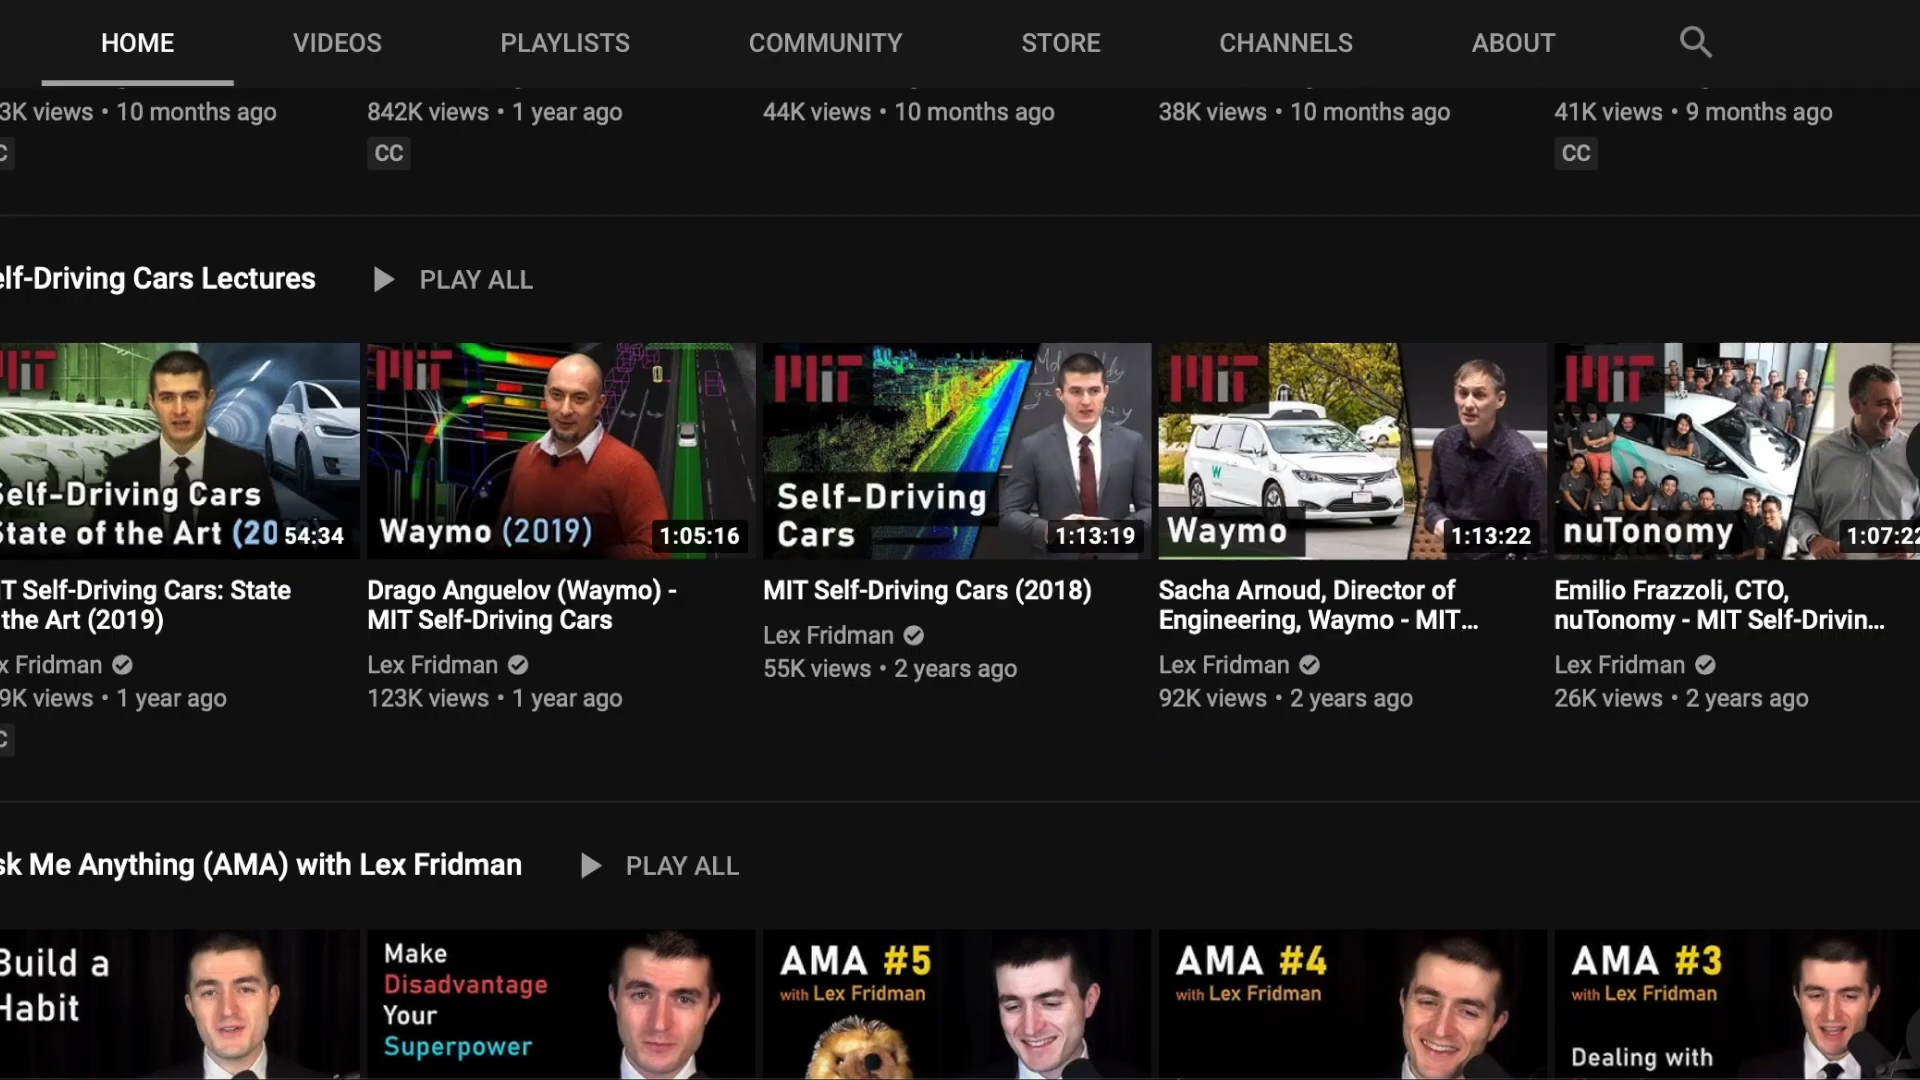 HOME VIDEOS PLAYLISTS COMMUNITY STORE CHANNELS ABOUT
3K views • 10 months ago
842K views • 1 year ago
CC
44K views • 10 months ago
38K views • 10 months ago
41K views • 9 months ago
CC
elf-Driving Cars Lectures PLAY ALL
MIT
Self-Driving Cars
State of the Art (20
54:34
IT Self-Driving Cars: State
the Art (2019)
x Fridman
9K views • 1 year ago
MIT
Waymo (2019)
1:05:16
Drago Anguelov (Waymo) -
MIT Self-Driving Cars
Lex Fridman
123K views • 1 year ago
MIT
Self-Driving
Cars
1:13:19
MIT Self-Driving Cars (2018)
Lex Fridman
55K views • 2 years ago
MIT
Waymo
1:13:22
Sacha Arnoud, Director of
Engineering, Waymo - MIT...
Lex Fridman
92K views • 2 years ago
MIT
nuTonomy
1:07:22
Emilio Frazzoli, CTO,
nuTonomy - MIT Self-Drivin...
Lex Fridman
26K views • 2 years ago
sk Me Anything (AMA) with Lex Fridman PLAY ALL
Build a
Habit
Make
Disadvantage
Your
Superpower
AMA #5
with Lex Fridman
AMA #4
with Lex Fridman
AMA #3
with Lex Fridman
Dealing with